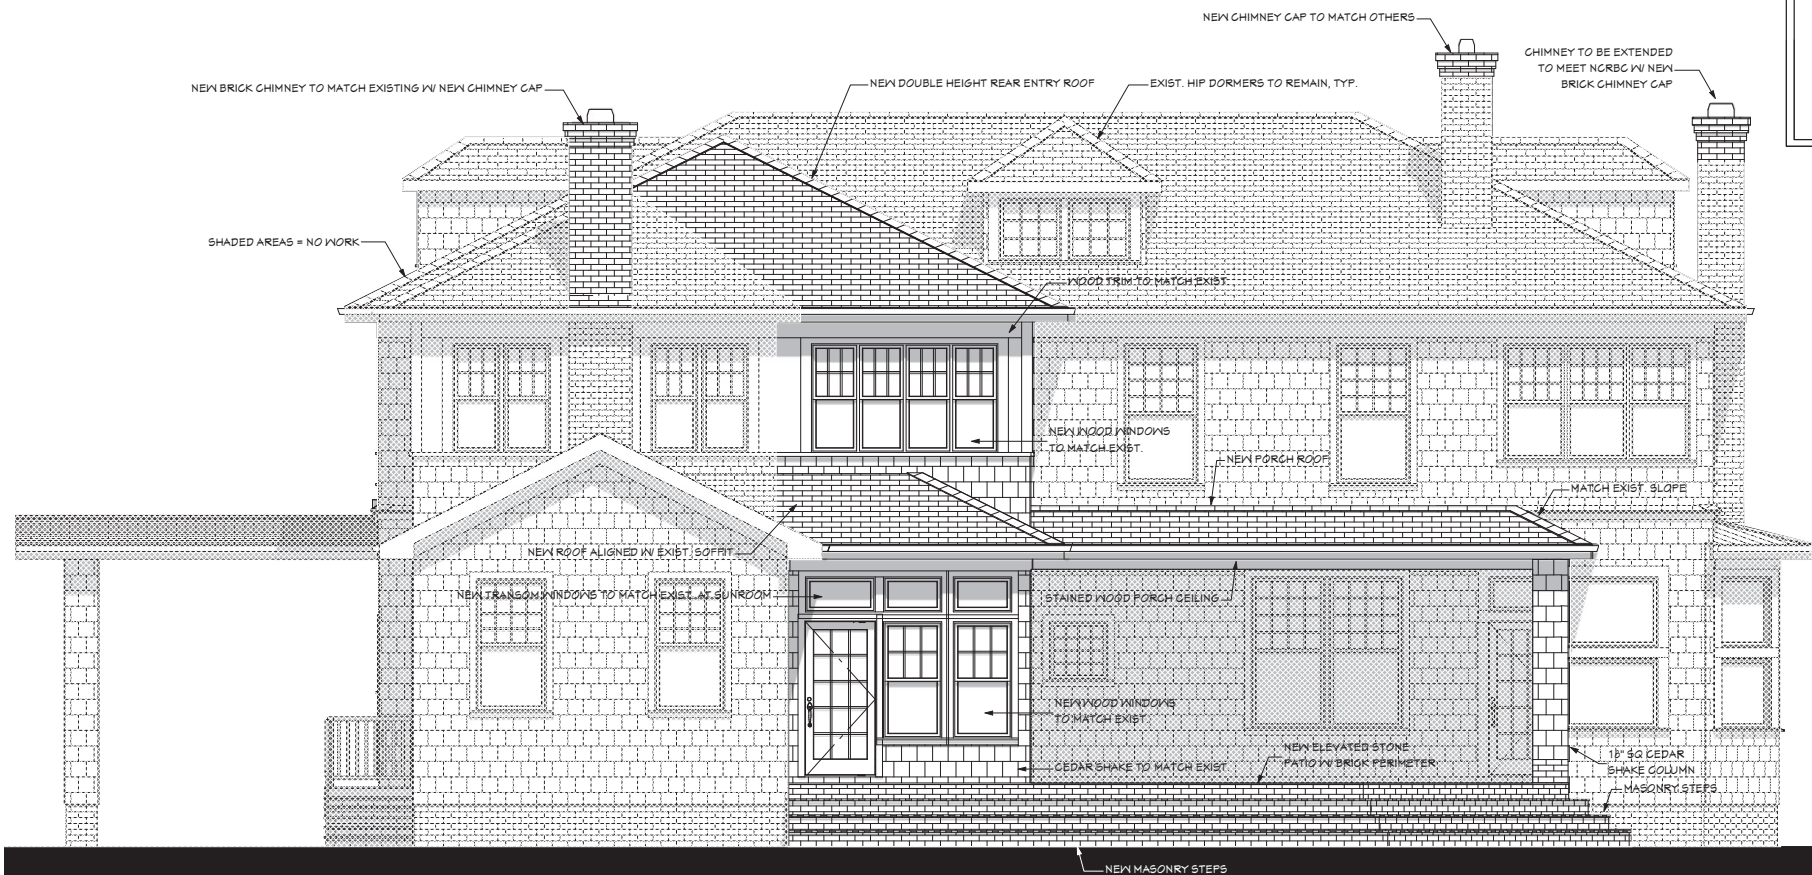 NEW CHIMNEY CAP TO MATCH OTHERS
CHIMNEY TO BE EXTENDED
TO MEET NCRBC W/ NEW
BRICK CHIMNEY CAP
NEW BRICK CHIMNEY TO MATCH EXISTING W/ NEW CHIMNEY CAP
NEW DOUBLE HEIGHT REAR ENTRY ROOF
EXIST. HIP DORMERS TO REMAIN, TYP.
SHADED AREAS = NO WORK
WOOD TRIM TO MATCH EXIST
NEW WOOD WINDOWS
TO MATCH EXIST.
NEW PORCH ROOF
MATCH EXIST. SLOPE
NEW ROOF ALIGNED W/ EXIST. SOFFIT
NEW TRANSOM WINDOWS TO MATCH EXIST. AT SUNROOM
STAINED WOOD PORCH CEILING
NEW WOOD WINDOWS
TO MATCH EXIST
NEW ELEVATED STONE
PATIO W/ BRICK PERIMETER
CEDAR SHAKE TO MATCH EXIST
SQ CEDAR
SHAKE COLUMN
MASONRY STEPS
NEW MASONRY STEPS